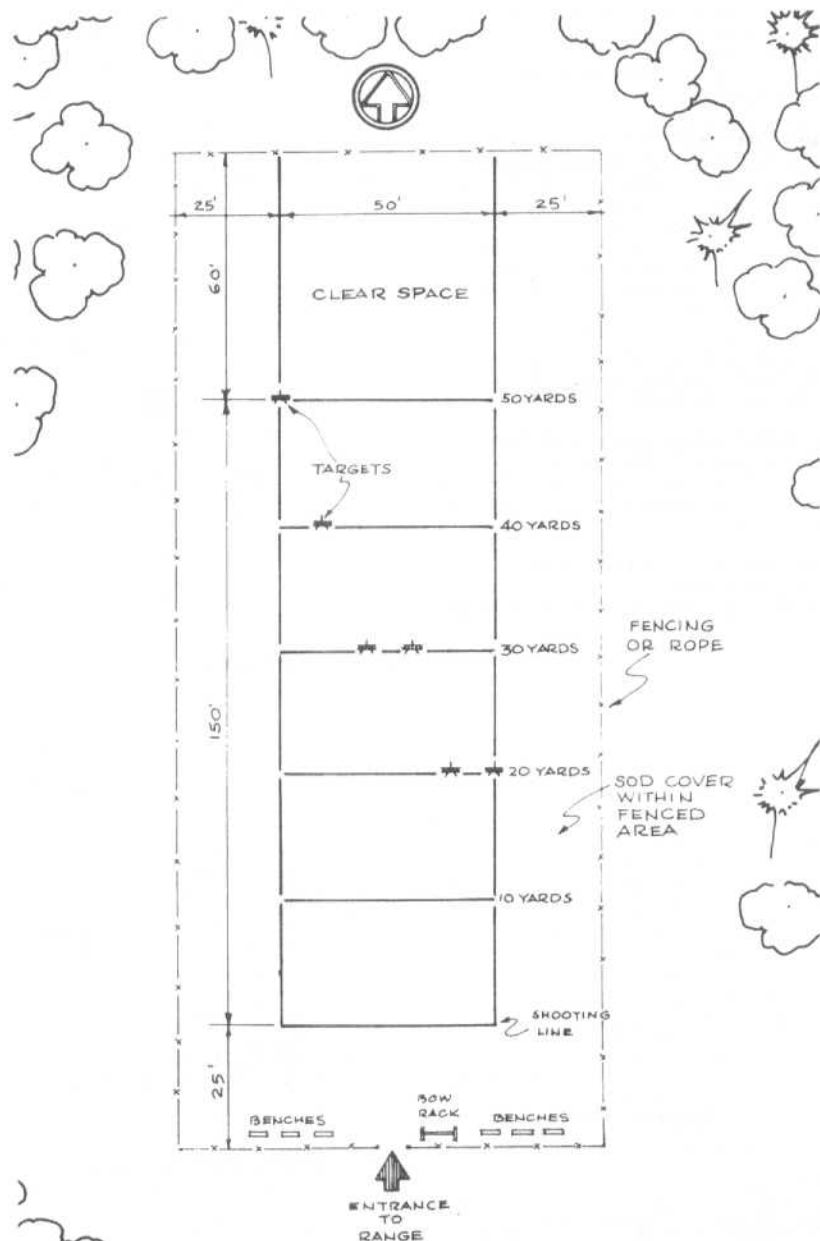 25'
50'
25'
60'
CLEAR SPACE
50 YARDS
TARGETS
40 YARDS
FENCING
OR ROPE
30 YARDS
150'
20 YARDS
SOD COVER
WITHIN
FENCED
AREA
10 YARDS
SHOOTING
LINE
25'
BOW
RACK
BENCHES
BENCHES
ENTRANCE
TO
RANGE